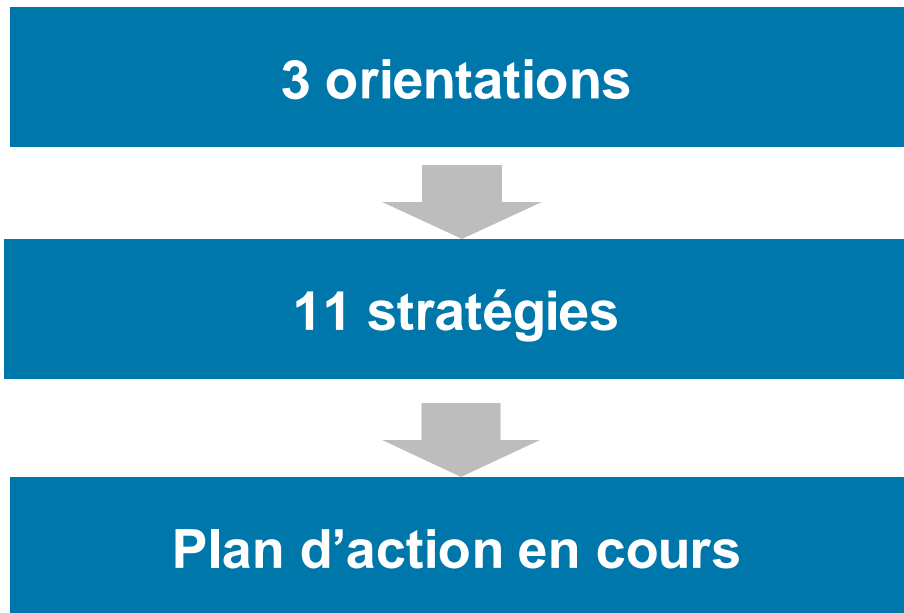 3 orientations
11 stratégies
Plan d’action en cours